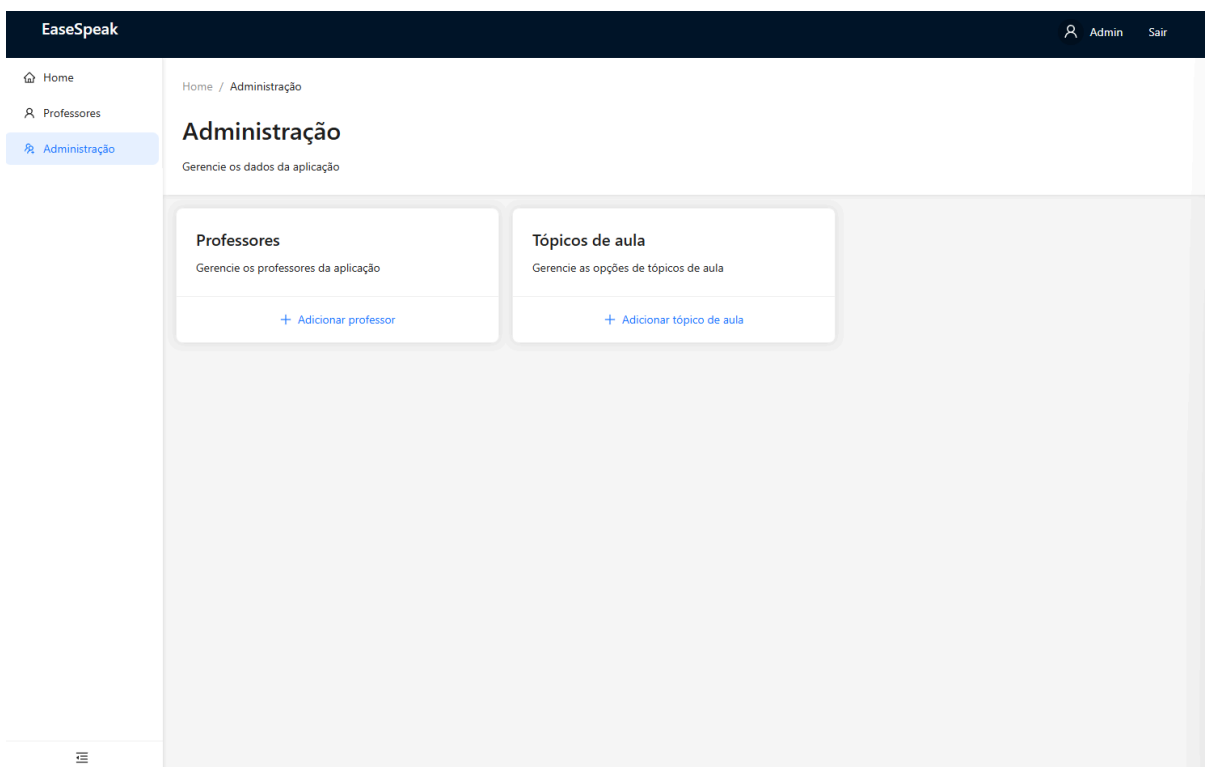 EaseSpeak
Admin Sair
Home
Professores
Administração
Home / Administração
Administração
Gerencie os dados da aplicação
Professores
Gerencie os professores da aplicação
+ Adicionar professor
Tópicos de aula
Gerencie as opções de tópicos de aula
+ Adicionar tópico de aula